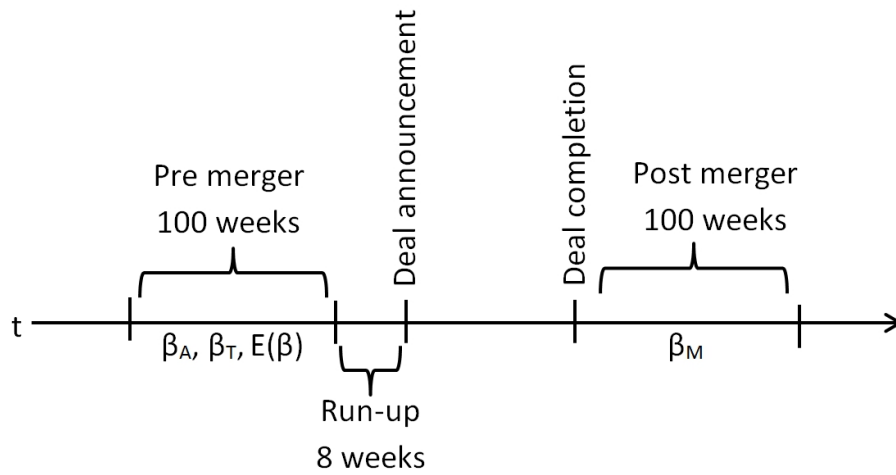 Pre merger
100 weeks
Deal announcement
Deal completion
Post merger
100 weeks
t
βA, βT, E(β)
βM
Run-up
8 weeks